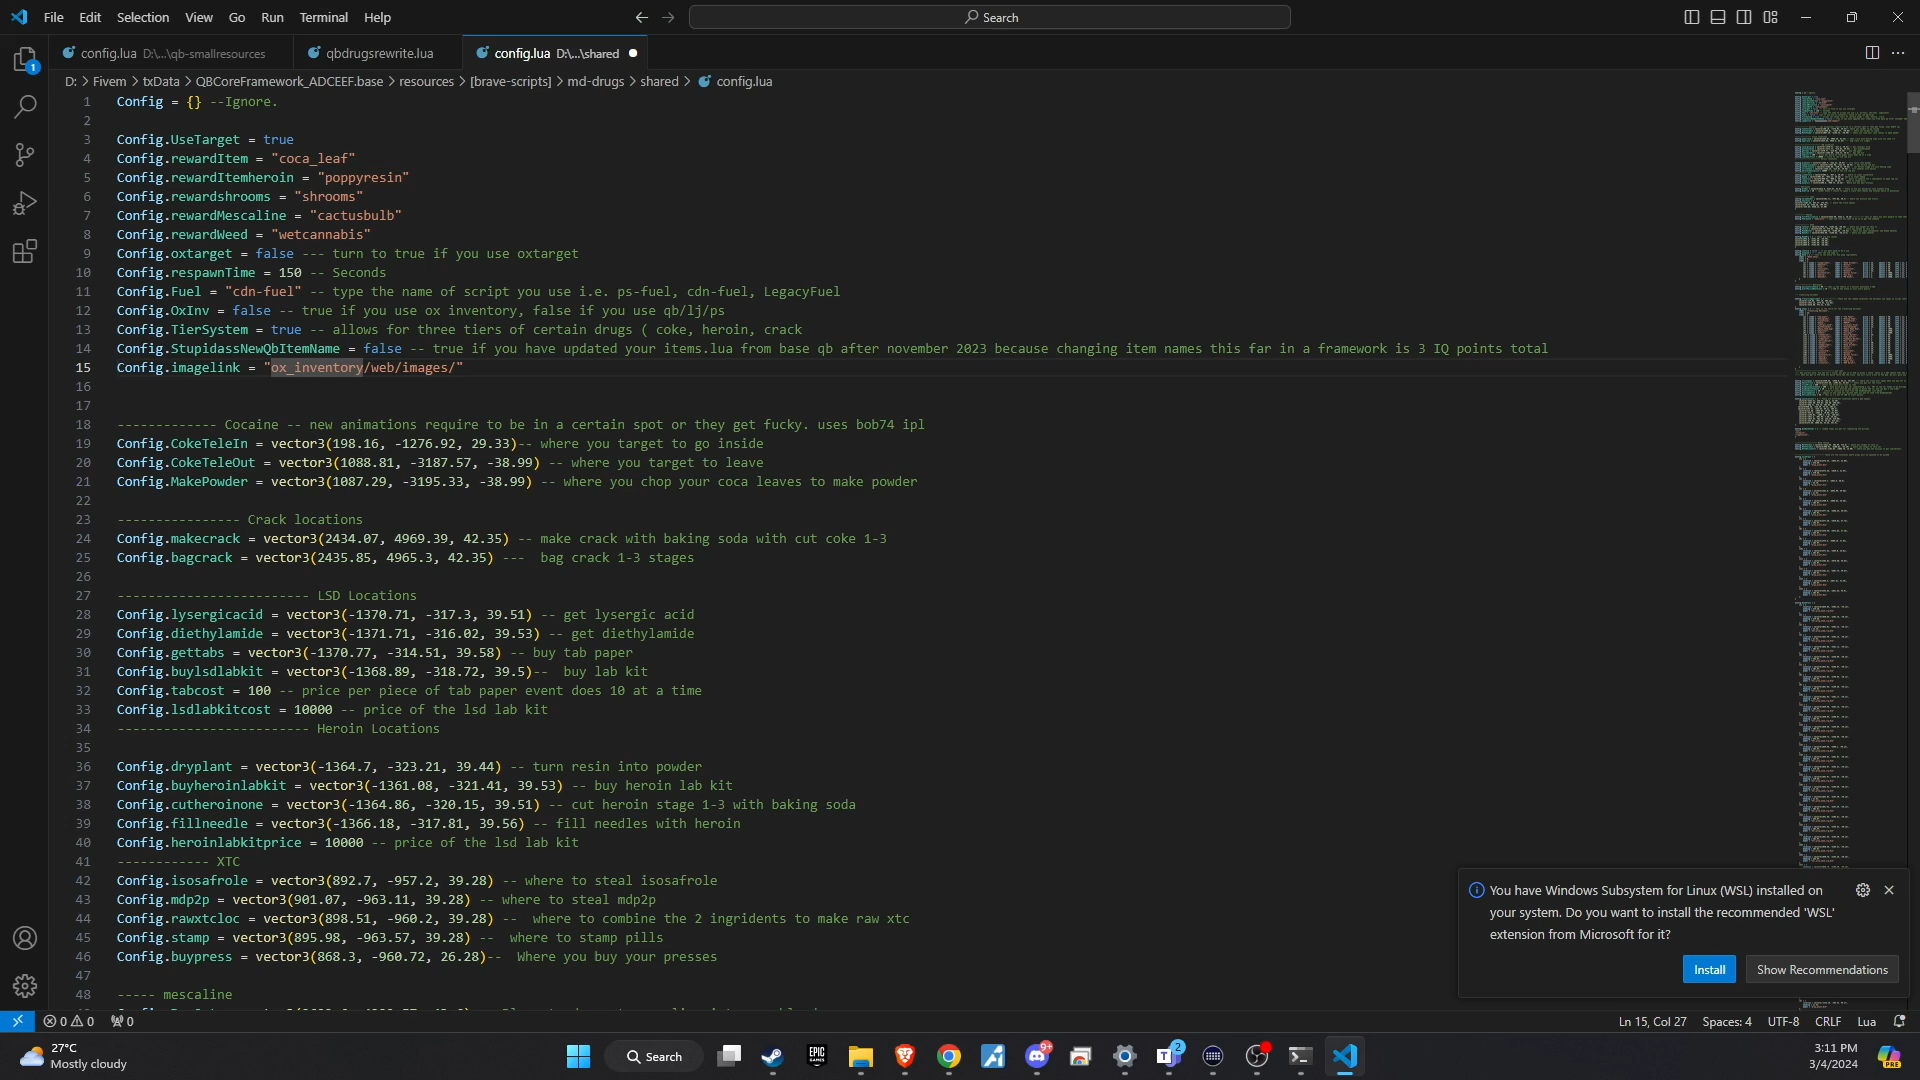 File Edit Selection View Go Run Terminal Help
Search
config.lua D:\...\qb-smallresources
qbdrugsrewrite.lua
config.lua D:\...\shared
D: > Fivem > txData > QBCoreFramework_ADCEEF.base > resources > [brave-scripts] > md-drugs > shared > config.lua
1 Config = {} --Ignore.
2
3 Config.UseTarget = true
4 Config.rewardItem = "coca_leaf"
5 Config.rewardItemheroin = "poppyresin"
6 Config.rewardshrooms = "shrooms"
7 Config.rewardMescaline = "cactusbulb"
8 Config.rewardWeed = "wetcannabis"
9 Config.oxtarget = false --- turn to true if you use oxtarget
10 Config.respawnTime = 150 -- Seconds
11 Config.Fuel = "cdn-fuel" -- type the name of script you use i.e. ps-fuel, cdn-fuel, LegacyFuel
12 Config.OxInv = false -- true if you use ox inventory, false if you use qb/lj/ps
13 Config.TierSystem = true -- allows for three tiers of certain drugs ( coke, heroin, crack
14 Config.StupidassNewQbItemName = false -- true if you have updated your items.lua from base qb after november 2023 because changing item names this far in a framework is 3 IQ points total
15 Config.imagelink = "ox_inventory/web/images/"
16
17
18 ------------- Cocaine -- new animations require to be in a certain spot or they get fucky. uses bob74 ipl
19 Config.CokeTeleIn = vector3(198.16, -1276.92, 29.33)-- where you target to go inside
20 Config.CokeTeleOut = vector3(1088.81, -3187.57, -38.99) -- where you target to leave
21 Config.MakePowder = vector3(1087.29, -3195.33, -38.99) -- where you chop your coca leaves to make powder
22
23 ---------------- Crack locations
24 Config.makecrack = vector3(2434.07, 4969.39, 42.35) -- make crack with baking soda with cut coke 1-3
25 Config.bagcrack = vector3(2435.85, 4965.3, 42.35) --- bag crack 1-3 stages
26
27 ------------------------- LSD Locations
28 Config.lysergicacid = vector3(-1370.71, -317.3, 39.51) -- get lysergic acid
29 Config.diethylamide = vector3(-1371.71, -316.02, 39.53) -- get diethylamide
30 Config.gettabs = vector3(-1370.77, -314.51, 39.58) -- buy tab paper
31 Config.buylsdlabkit = vector3(-1368.89, -318.72, 39.5)-- buy lab kit
32 Config.tabcost = 100 -- price per piece of tab paper event does 10 at a time
33 Config.lsdlabkitcost = 10000 -- price of the lsd lab kit
34 ------------------------- Heroin Locations
35
36 Config.dryplant = vector3(-1364.7, -323.21, 39.44) -- turn resin into powder
37 Config.buyheroinlabkit = vector3(-1361.08, -321.41, 39.53) -- buy heroin lab kit
38 Config.cutheroinone = vector3(-1364.86, -320.15, 39.51) -- cut heroin stage 1-3 with baking soda
39 Config.fillneedle = vector3(-1366.18, -317.81, 39.56) -- fill needles with heroin
40 Config.heroinlabkitprice = 10000 -- price of the lsd lab kit
41 ------------ XTC
42 Config.isosafrole = vector3(892.7, -957.2, 39.28) -- where to steal isosafrole
43 Config.mdp2p = vector3(901.07, -963.11, 39.28) -- where to steal mdp2p
44 Config.rawxtcloc = vector3(898.51, -960.2, 39.28) -- where to combine the 2 ingridents to make raw xtc
45 Config.stamp = vector3(895.98, -963.57, 39.28) -- where to stamp pills
46 Config.buypress = vector3(868.3, -960.72, 26.28)-- Where you buy your presses
47
48 ----- mescaline
You have Windows Subsystem for Linux (WSL) installed on
your system. Do you want to install the recommended 'WSL'
extension from Microsoft for it?
Install Show Recommendations
0 0 0
Ln 15, Col 27 Spaces: 4 UTF-8 CRLF Lua
27°C
Mostly cloudy
Search
3:11 PM
3/4/2024